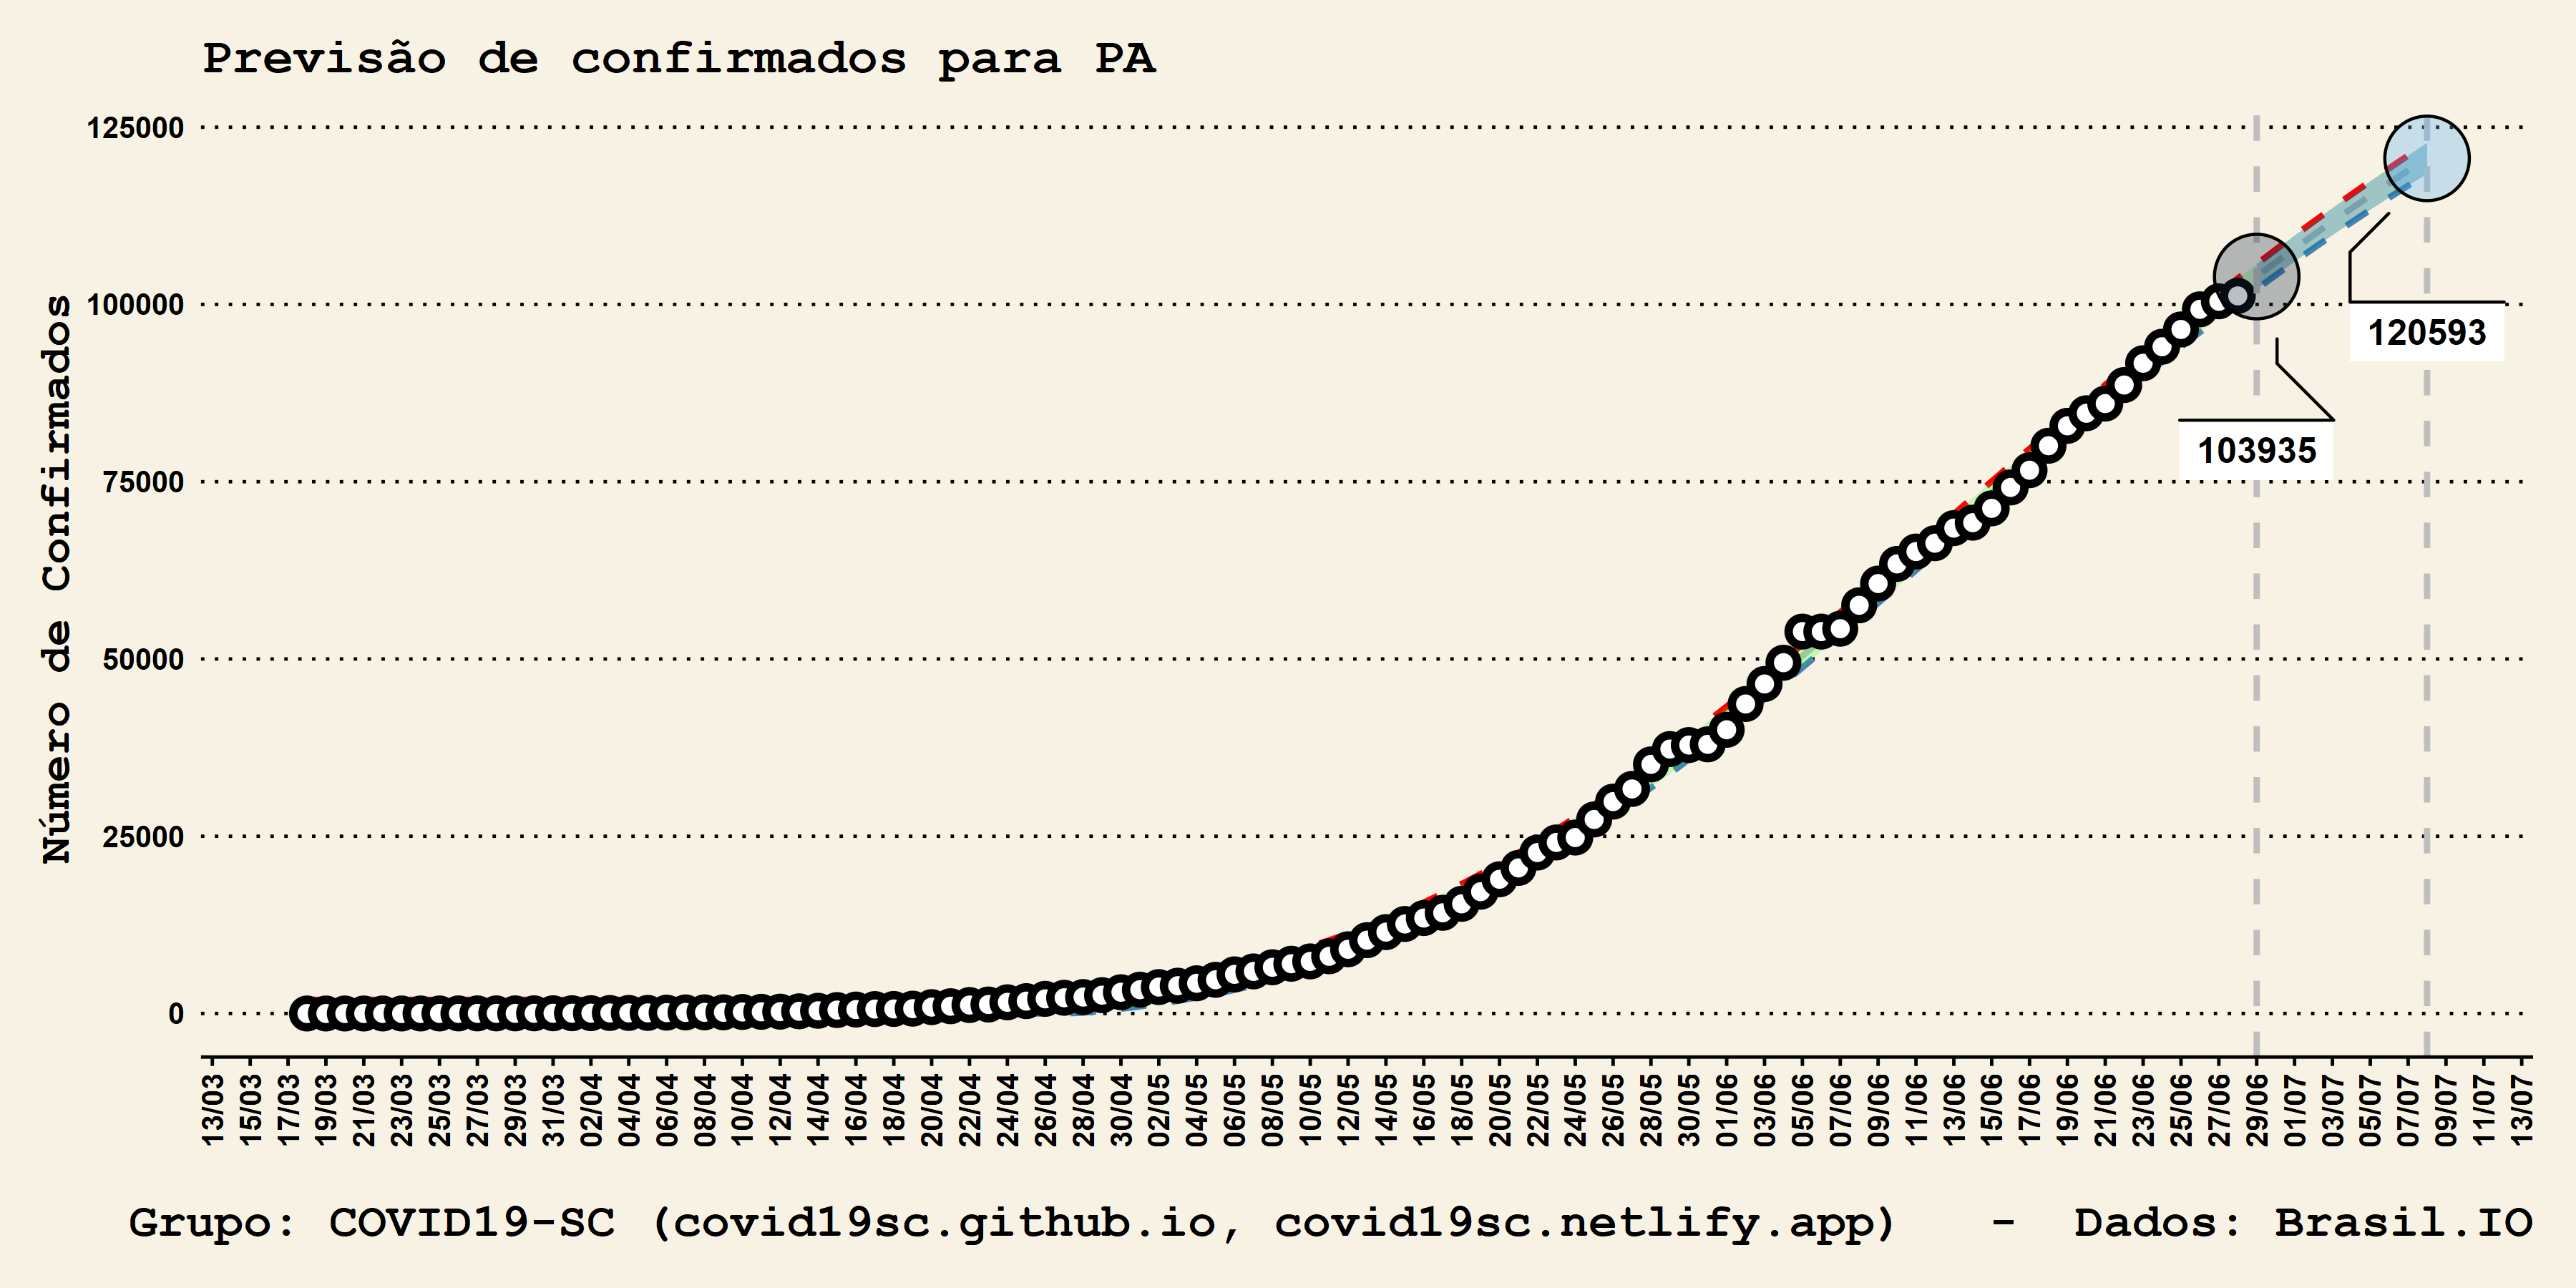 Previsão de confirmados para PA
Número de Confirmados
125000
100000
75000
50000
25000
0
120593
103935
13/03 15/03 17/03 19/03 21/03 23/03 25/03 27/03 29/03 31/03 02/04 04/04 06/04 08/04 10/04 12/04 14/04 16/04 18/04 20/04 22/04 24/04 26/04 28/04 30/04 02/05 04/05 06/05 08/05 10/05 12/05 14/05 16/05 18/05 20/05 22/05 24/05 26/05 28/05 30/05 01/06 03/06 05/06 07/06 09/06 11/06 13/06 15/06 17/06 19/06 21/06 23/06 25/06 27/06 29/06 01/07 03/07 05/07 07/07 09/07 11/07 13/07
Grupo: COVID19-SC (covid19sc.github.io, covid19sc.netlify.app) - Dados: Brasil.IO